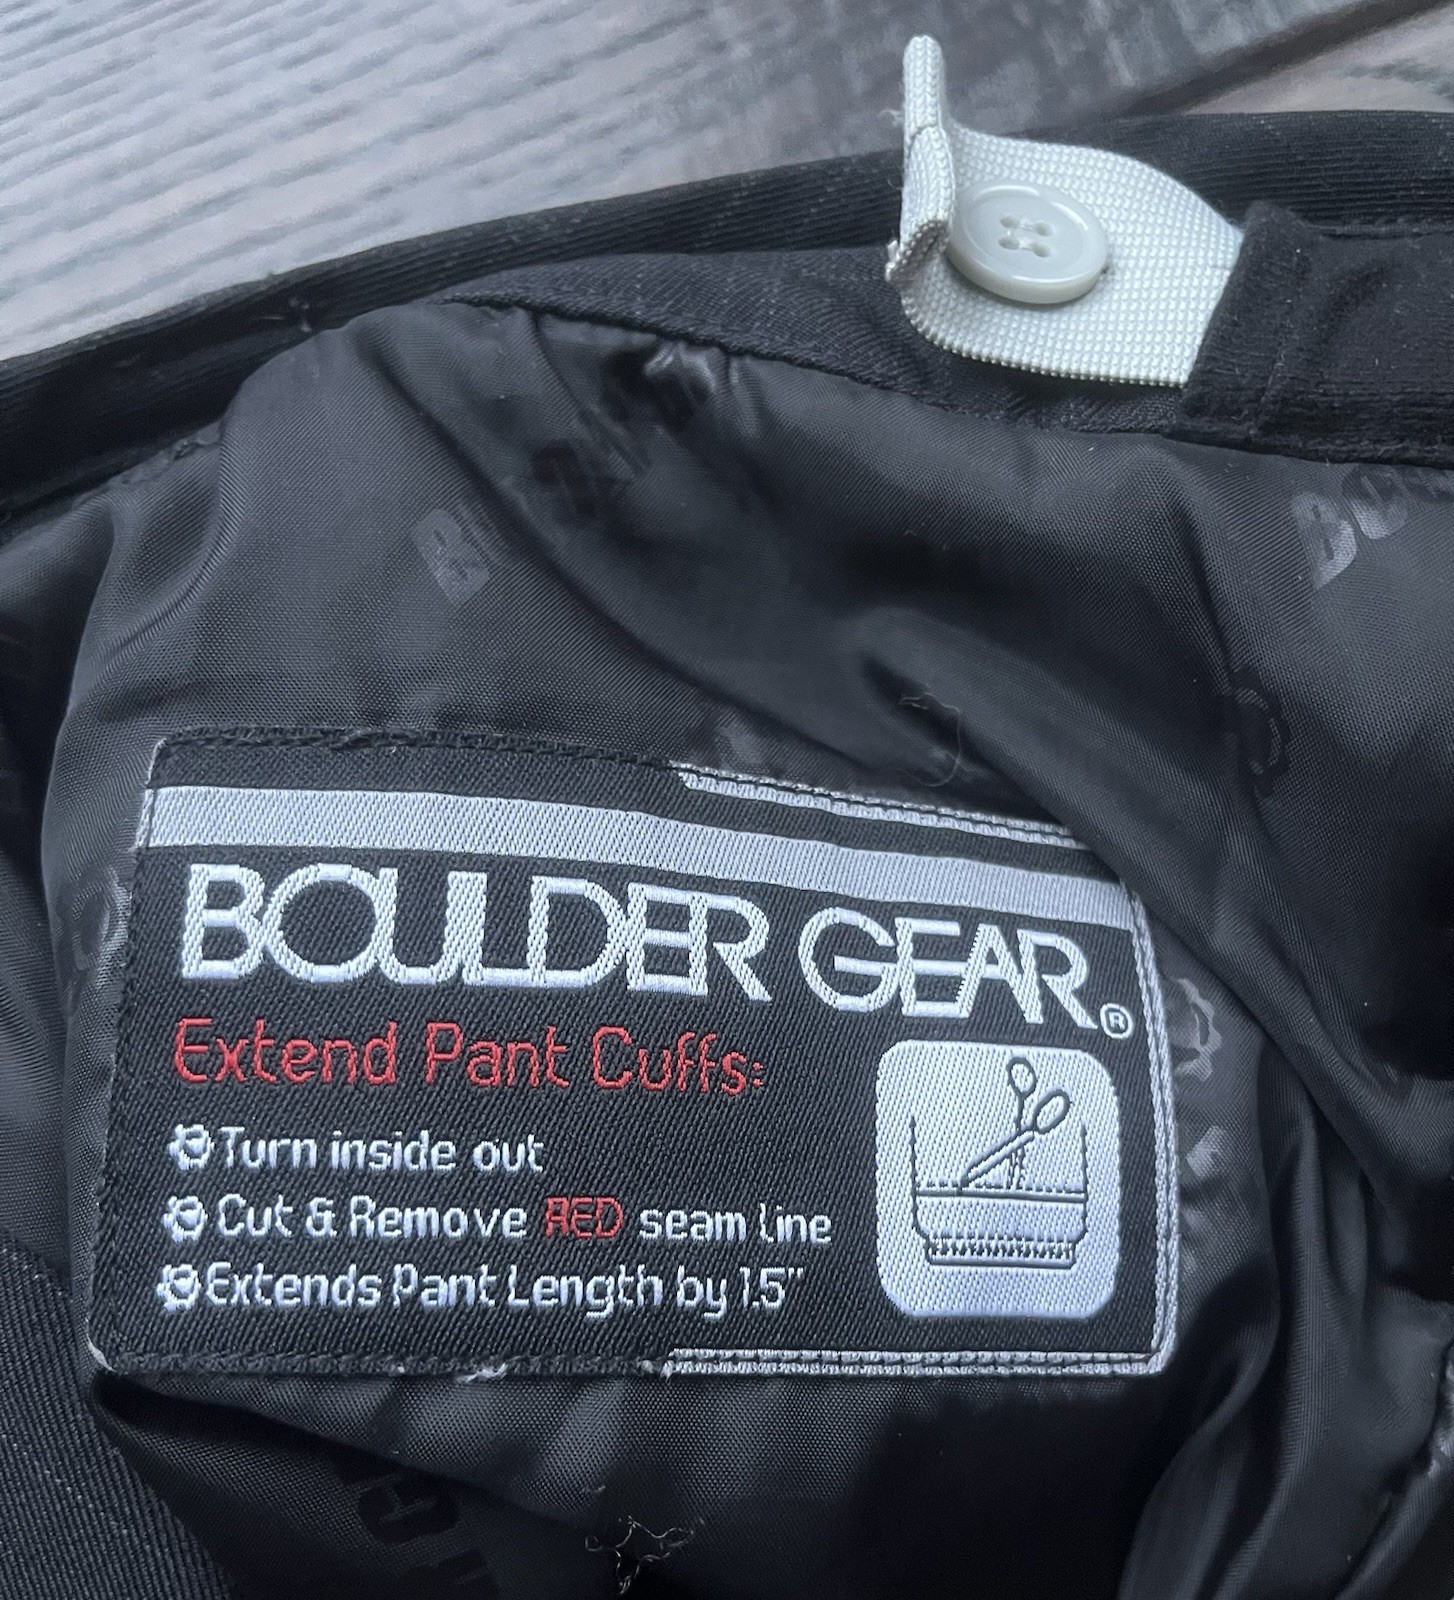 BOULDER GEAR®
Extend Pant Cuffs:
Turn inside out
Cut & Remove RED seam line
Extends Pant Length by 1.5"